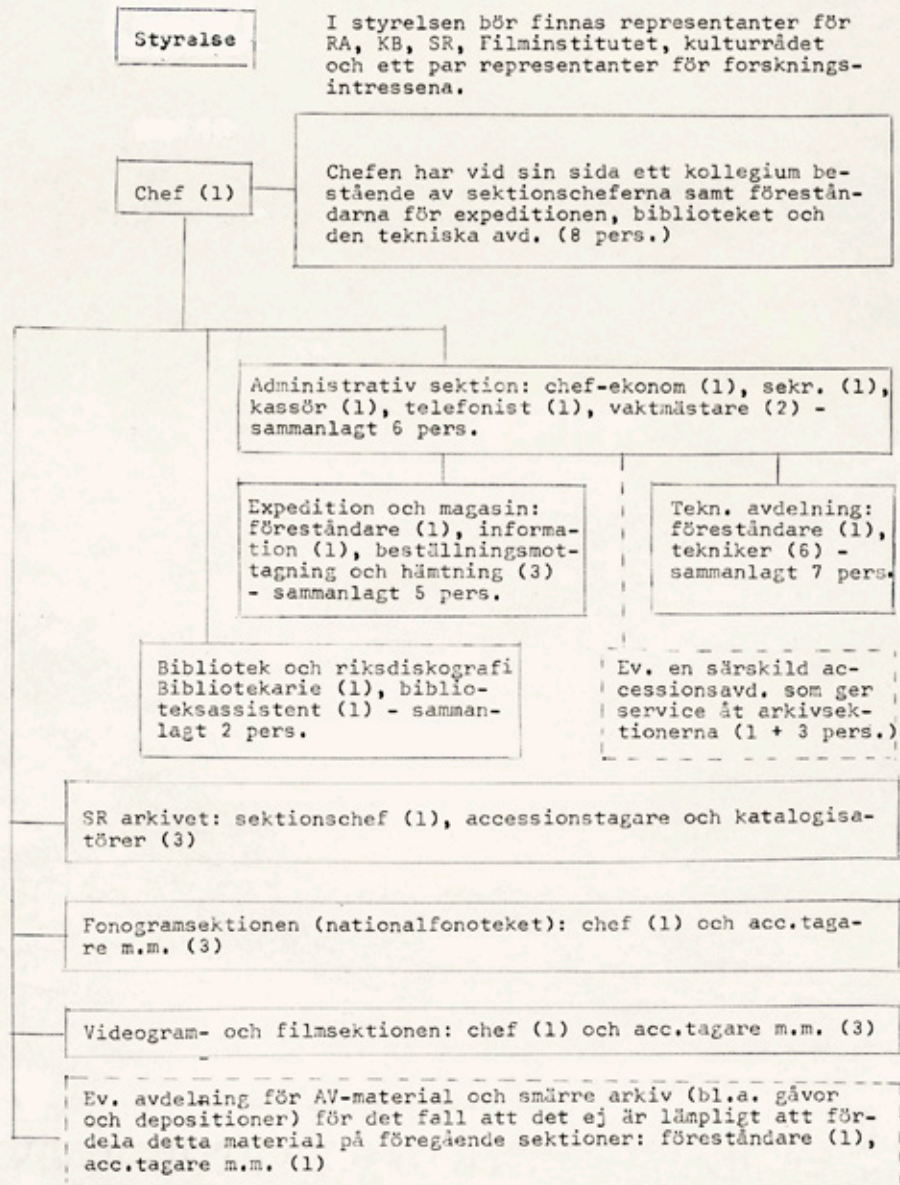 Styrelse
I styrelsen bör finnas representanter för
RA, KB, SR, Filminstitutet, kulturrådet
och ett par representanter för forsknings-
intressena.
Chef (1)
Chefen har vid sin sida ett kollegium be-
stående av sektionscheferna samt förestån-
darna för expeditionen, biblioteket och
den tekniska avd. (8 pers.)
Administrativ sektion: chef-ekonom (1), sekr. (1),
kassör (1), telefonist (1), vaktmästare (2) -
sammanlagt 6 pers.
Expedition och magasin:
föreståndare (1), informa-
tion (1), beställningsmot-
tagning och hämtning (3)
- sammanlagt 5 pers.
Tekn. avdelning:
föreståndare (1),
tekniker (6) -
sammanlagt 7 pers.
Bibliotek och riksdiskografi
Bibliotekarie (1), biblio-
teksassistent (1) - samman-
lagt 2 pers.
Ev. en särskild ac-
cessionsavd. som ger
service åt arkivsek-
tionerna (1 + 3 pers.)
SR arkivet: sektionschef (1), accessionstagare och katalogisa-
törer (3)
Fonogramsektionen (nationalfonoteket): chef (1) och acc.taga-
re m.m. (3)
Videogram- och filmsektionen: chef (1) och acc.tagare m.m. (3)
Ev. avdelning för AV-material och smärre arkiv (bl.a. gåvor
och depositioner) för det fall att det ej är lämpligt att för-
dela detta material på föregående sektioner: föreståndare (1),
acc.tagare m.m. (1)